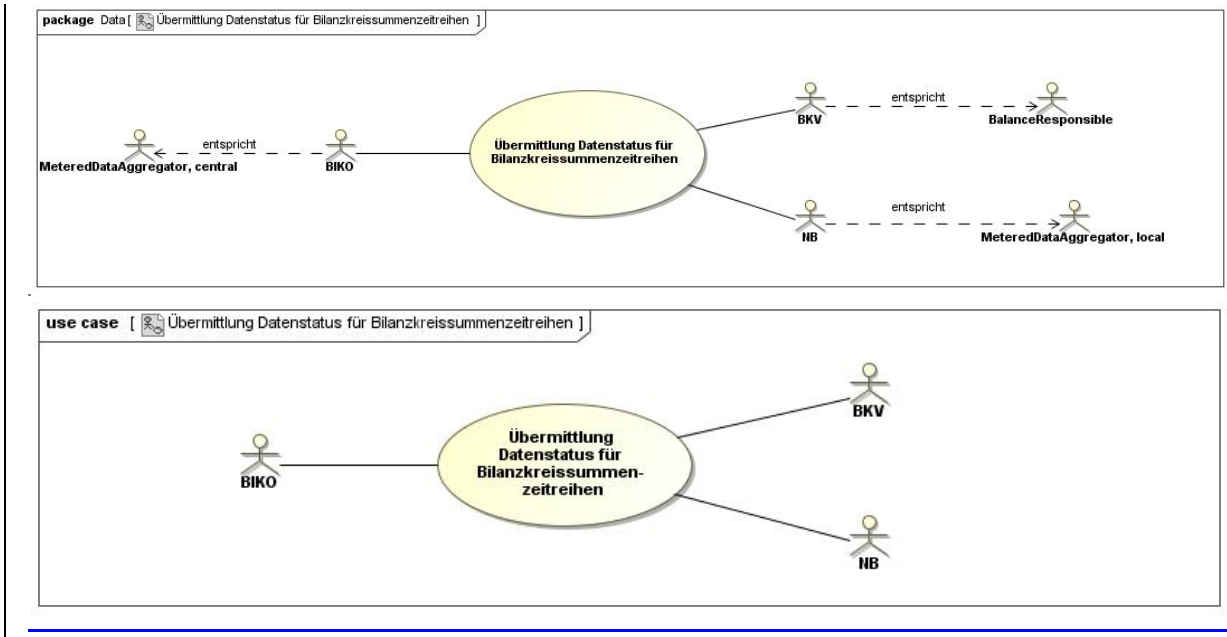 package Data [ Übermittlung Datenstatus für Bilanzkreissummenzeitreihen ]
entspricht
MeteredDataAggregator, central
BIKO
Übermittlung Datenstatus für
Bilanzkreissummenzeitreihen
BKV
entspricht
BalanceResponsible
NB
entspricht
MeteredDataAggregator, local
use case [ Übermittlung Datenstatus für Bilanzkreissummenzeitreihen ]
BIKO
Übermittlung
Datenstatus für
Bilanzkreissummen-
zeitreihen
BKV
NB